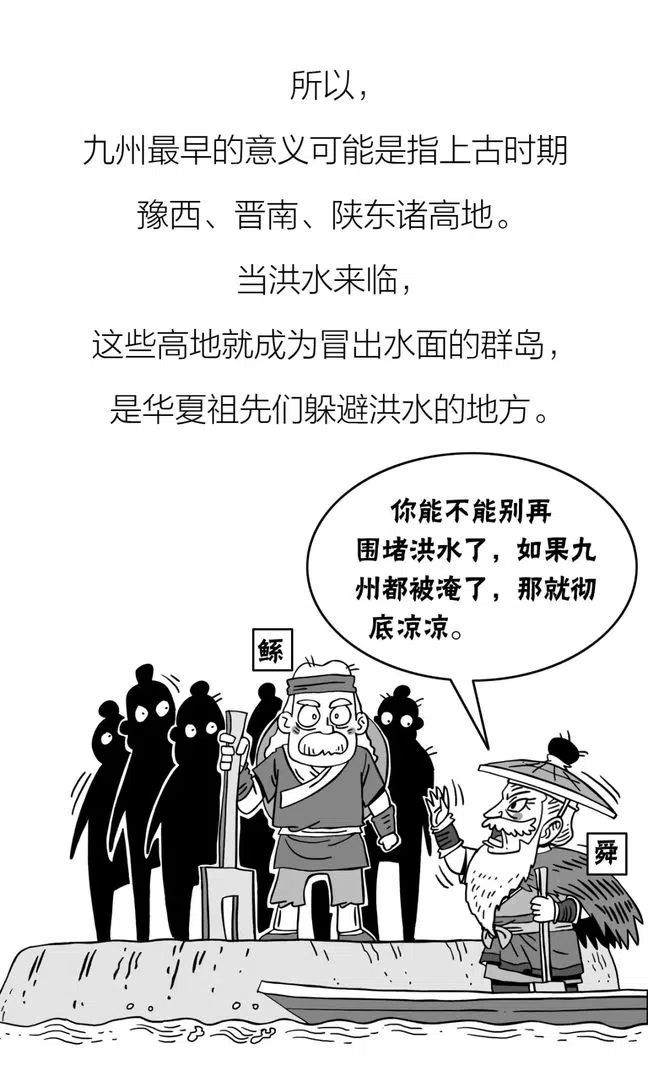 所以，
九州最早的意义可能是指上古时期
豫西、晋南、陕东诸高地。
当洪水来临，
这些高地就成为冒出水面的群岛，
是华夏祖先们躲避洪水的地方。
你能不能别再
围堵洪水了，如果九
州都被淹了，那就彻
底凉凉。
鲧
舜